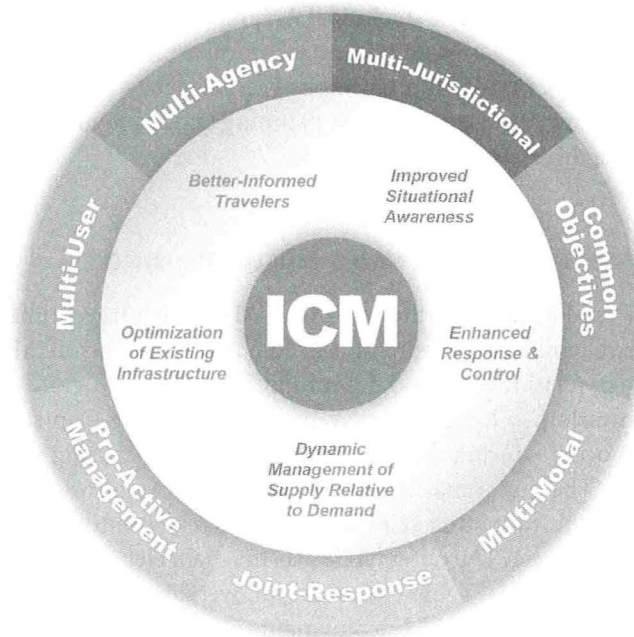 Multi-Agency
Multi-Jurisdictional
Common
Objectives
Multi-Modal
Joint-Response
Pro-Active
Management
Multi-User
Better-Informed
Travelers
Improved
Situational
Awareness
ICM
Optimization
of Existing
Infrastructure
Enhanced
Response &
Control
Dynamic
Management of
Supply Relative
to Demand